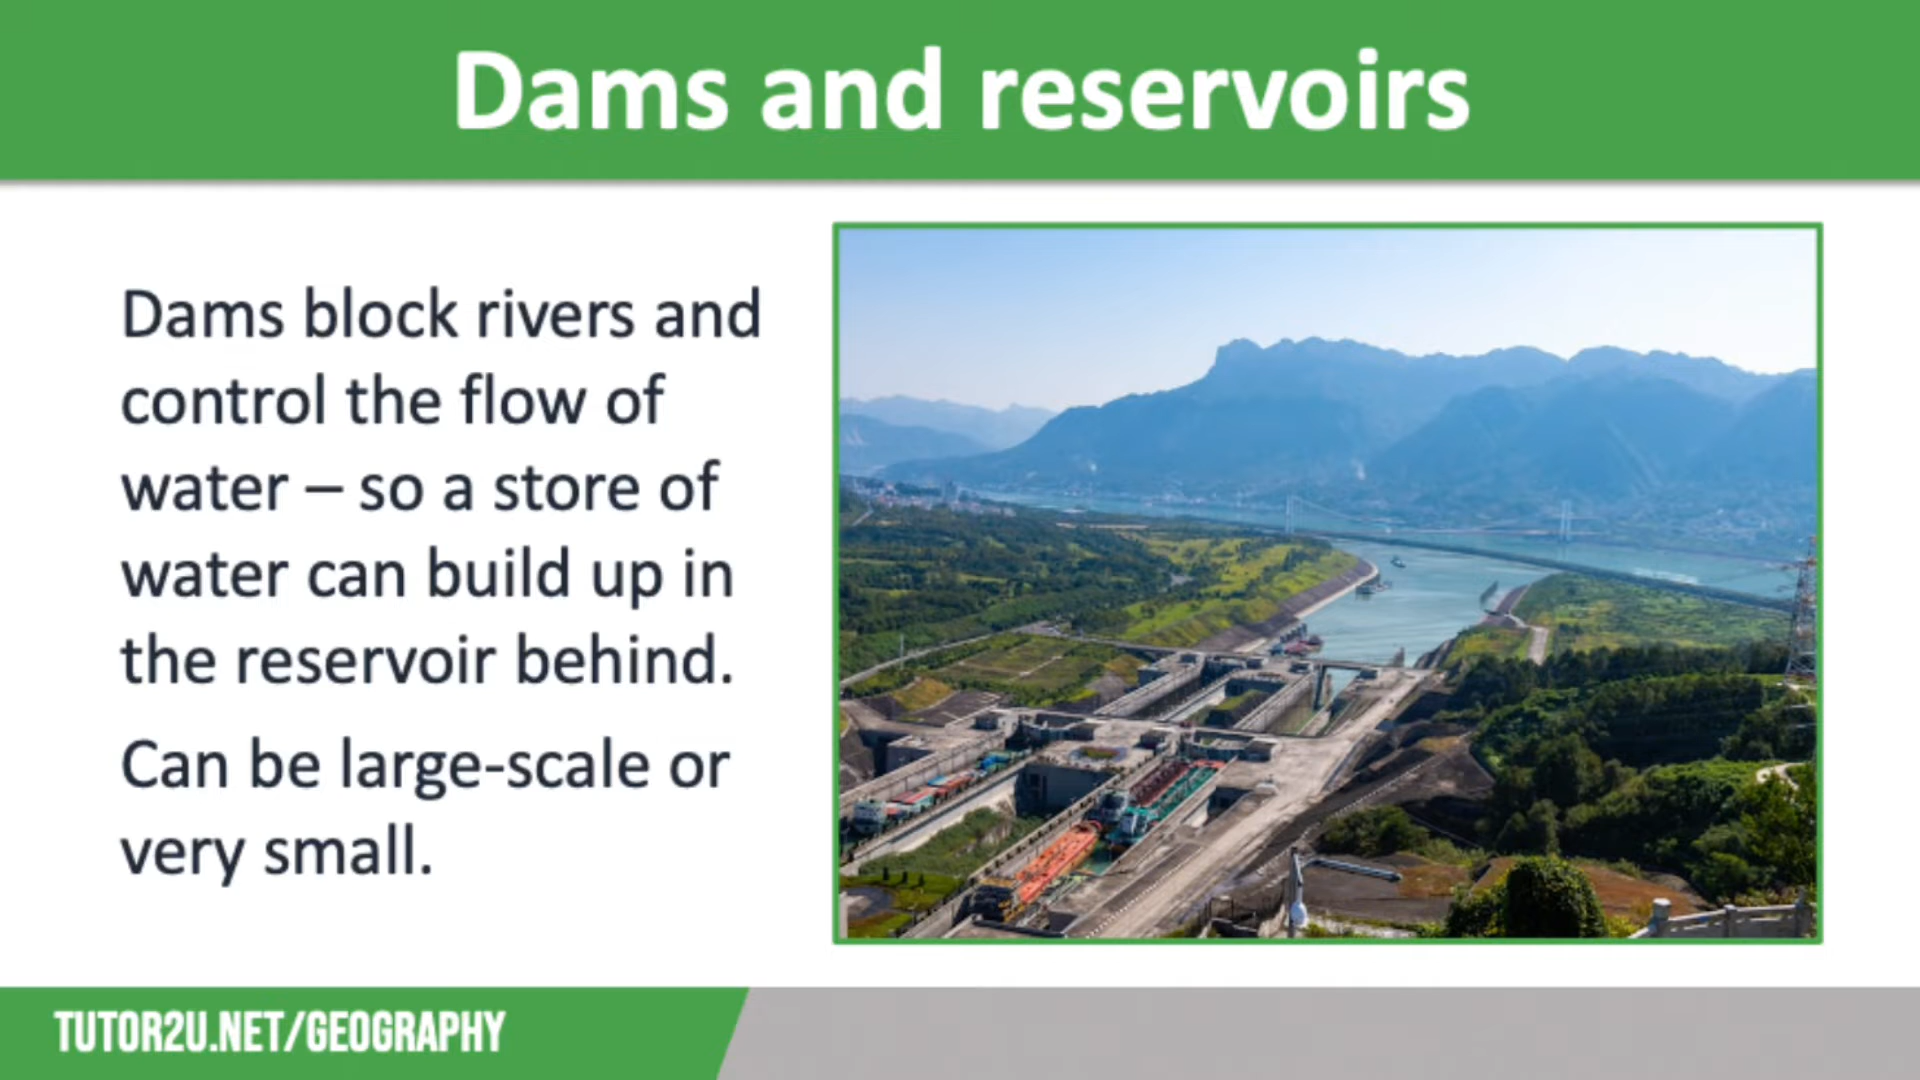 Dams and reservoirs
Dams block rivers and
control the flow of
water – so a store of
water can build up in
the reservoir behind.
Can be large-scale or
very small.
TUTOR2U.NET/GEOGRAPHY